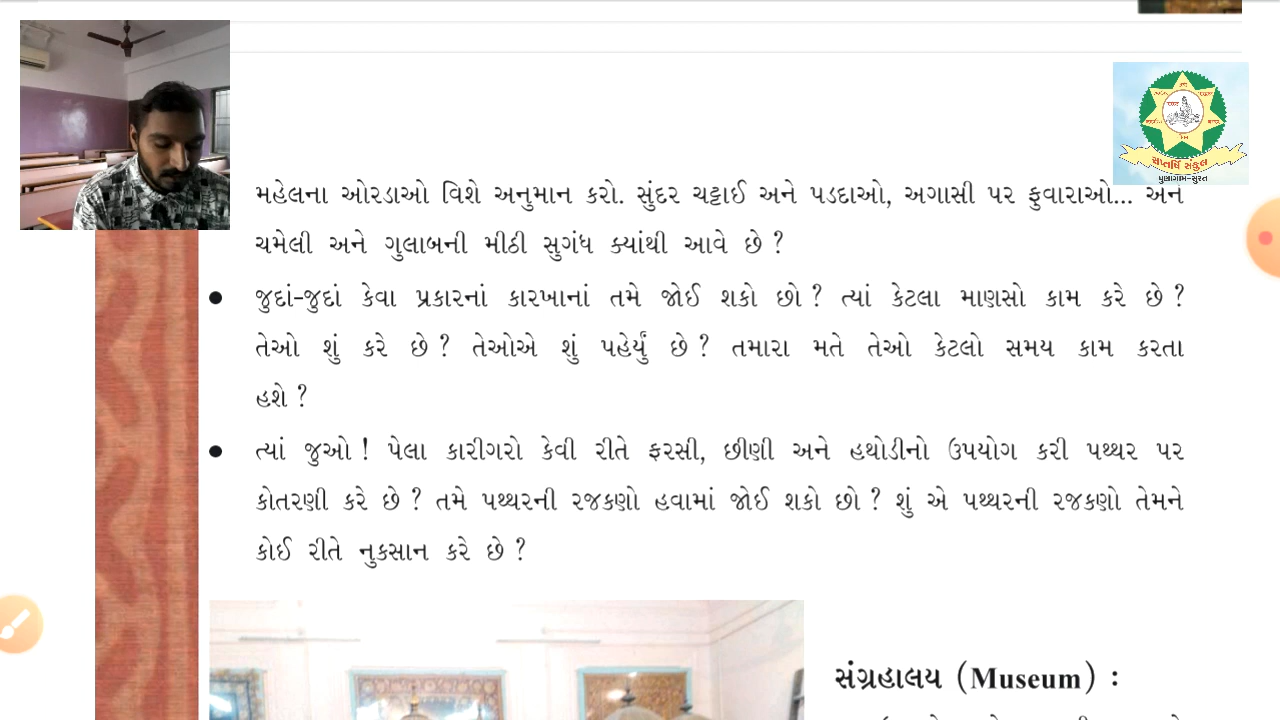 મહેલના ઓરડાઓ વિશે અનુમાન કરો. સુંદર ચટ્ટાઈ અને પડદાઓ, અગાસી પર ફુવારાઓ... અને
ચમેલી અને ગુલાબની મીઠી સુગંધ ક્યાંથી આવે છે ?
• જુદાં-જુદાં કેવા પ્રકારનાં કારખાનાં તમે જોઈ શકો છો ? ત્યાં કેટલા માણસો કામ કરે છે ?
તેઓ શું કરે છે ? તેઓએ શું પહેર્યું છે ? તમારા મતે તેઓ કેટલો સમય કામ કરતા
હશે ?
• ત્યાં જુઓ ! પેલા કારીગરો કેવી રીતે ફરસી, છીણી અને હથોડીનો ઉપયોગ કરી પથ્થર પર
કોતરણી કરે છે ? તમે પથ્થરની રજકણો હવામાં જોઈ શકો છો ? શું એ પથ્થરની રજકણો તેમને
કોઈ રીતે નુકસાન કરે છે ?
સંગ્રહાલય (Museum) :
સપ્તર્ષિ સંકુલ
પુણાગામ-સુરત